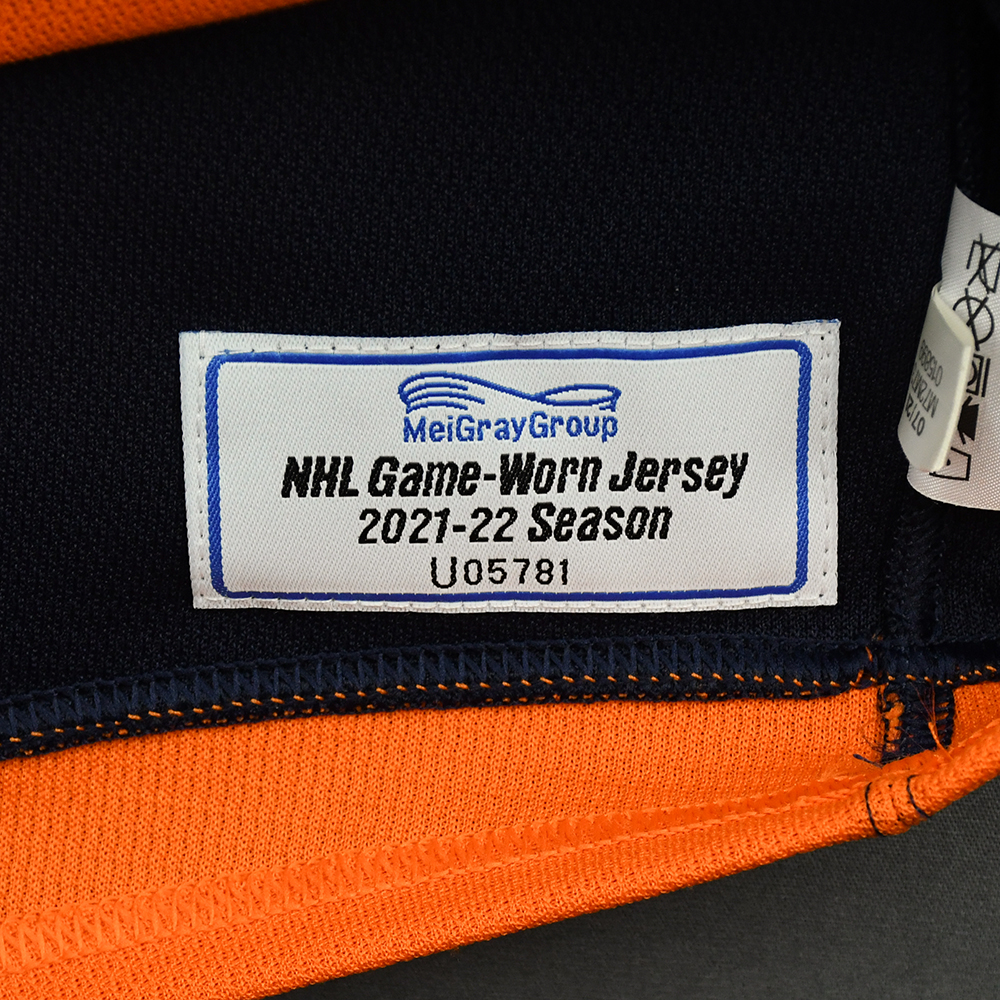 MeiGrayGroup
NHL Game-Worn Jersey
2021-22 Season
U05781